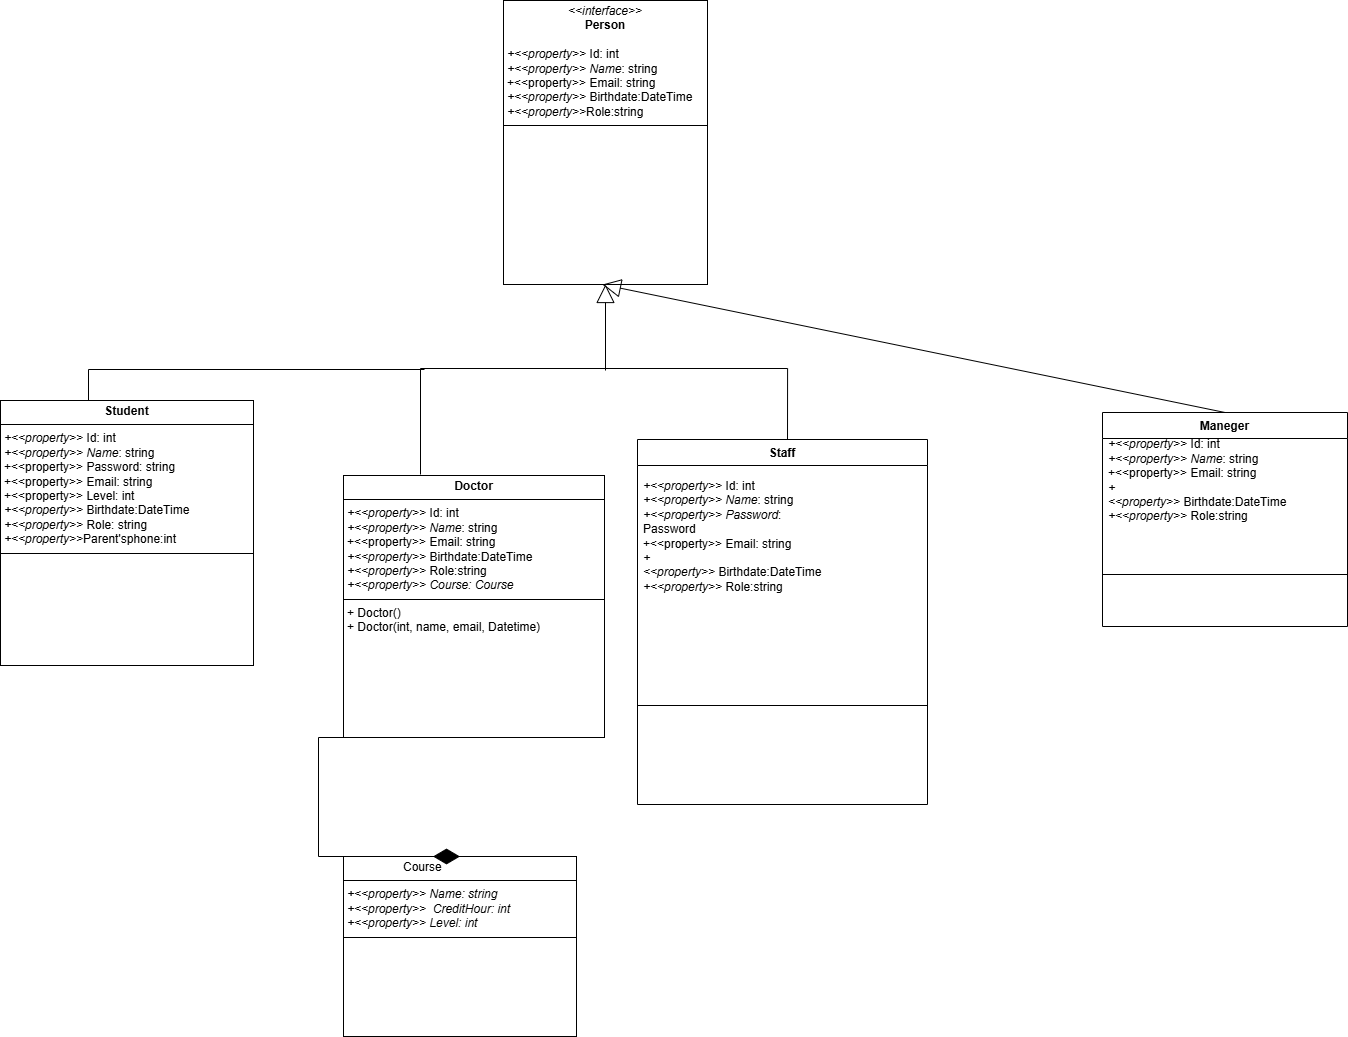 <<interface>>
Person
+<<property>> Id: int
+<<property>> Name: string
+<<property>> Email: string
+<<property>> Birthdate:DateTime
+<<property>>Role:string
Student
+<<property>> Id: int
+<<property>> Name: string
+<<property>> Password: string
+<<property>> Email: string
+<<property>> Level: int
+<<property>> Birthdate:DateTime
+<<property>> Role: string
+<<property>>Parent'sphone:int
Doctor
+<<property>> Id: int
+<<property>> Name: string
+<<property>> Email: string
+<<property>> Birthdate:DateTime
+<<property>> Role:string
+<<property>> Course: Course
+ Doctor()
+ Doctor(int, name, email, Datetime)
Staff
+<<property>> Id: int
+<<property>> Name: string
+<<property>> Password:
Password
+<<property>> Email: string
+
<<property>> Birthdate:DateTime
+<<property>> Role:string
Maneger
+<<property>> Id: int
+<<property>> Name: string
+<<property>> Email: string
+
<<property>> Birthdate:DateTime
+<<property>> Role:string
Course
+<<property>> Name: string
+<<property>> CreditHour: int
+<<property>> Level: int